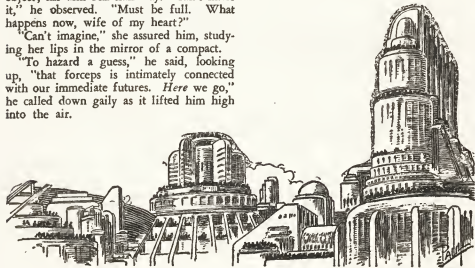 it," he observed. "Must be full. What
happens now, wife of my heart?"
"Can't imagine," she assured him, study-
ing her lips in the mirror of a compact.
"To hazard a guess," he said, looking
up, "that forceps is intimately connected
with our immediate futures. Here we go,"
he called down gaily as it lifted him high
into the air.